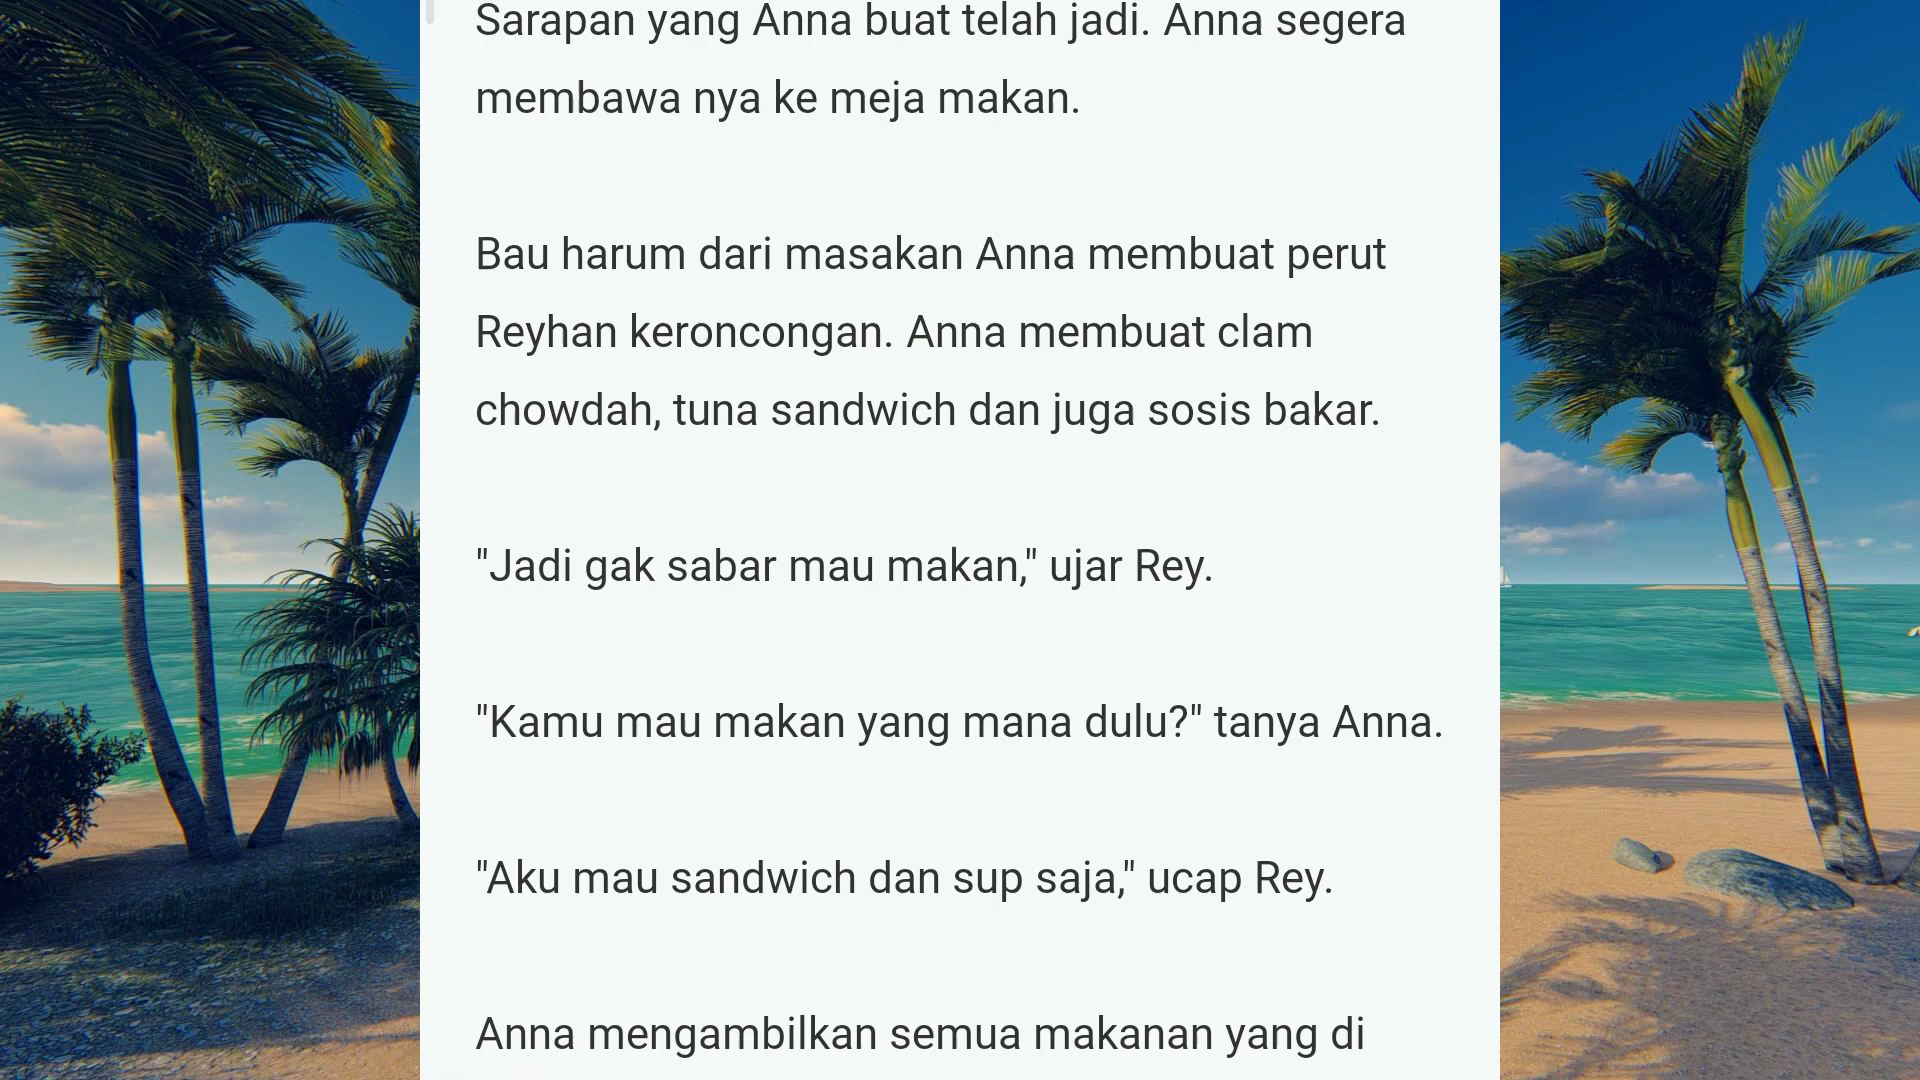 Sarapan yang Anna buat telah jadi. Anna segera
membawa nya ke meja makan.
Bau harum dari masakan Anna membuat perut
Reyhan keroncongan. Anna membuat clam
chowdah, tuna sandwich dan juga sosis bakar.
"Jadi gak sabar mau makan," ujar Rey.
"Kamu mau makan yang mana dulu?" tanya Anna.
"Aku mau sandwich dan sup saja," ucap Rey.
Anna mengambilkan semua makanan yang di